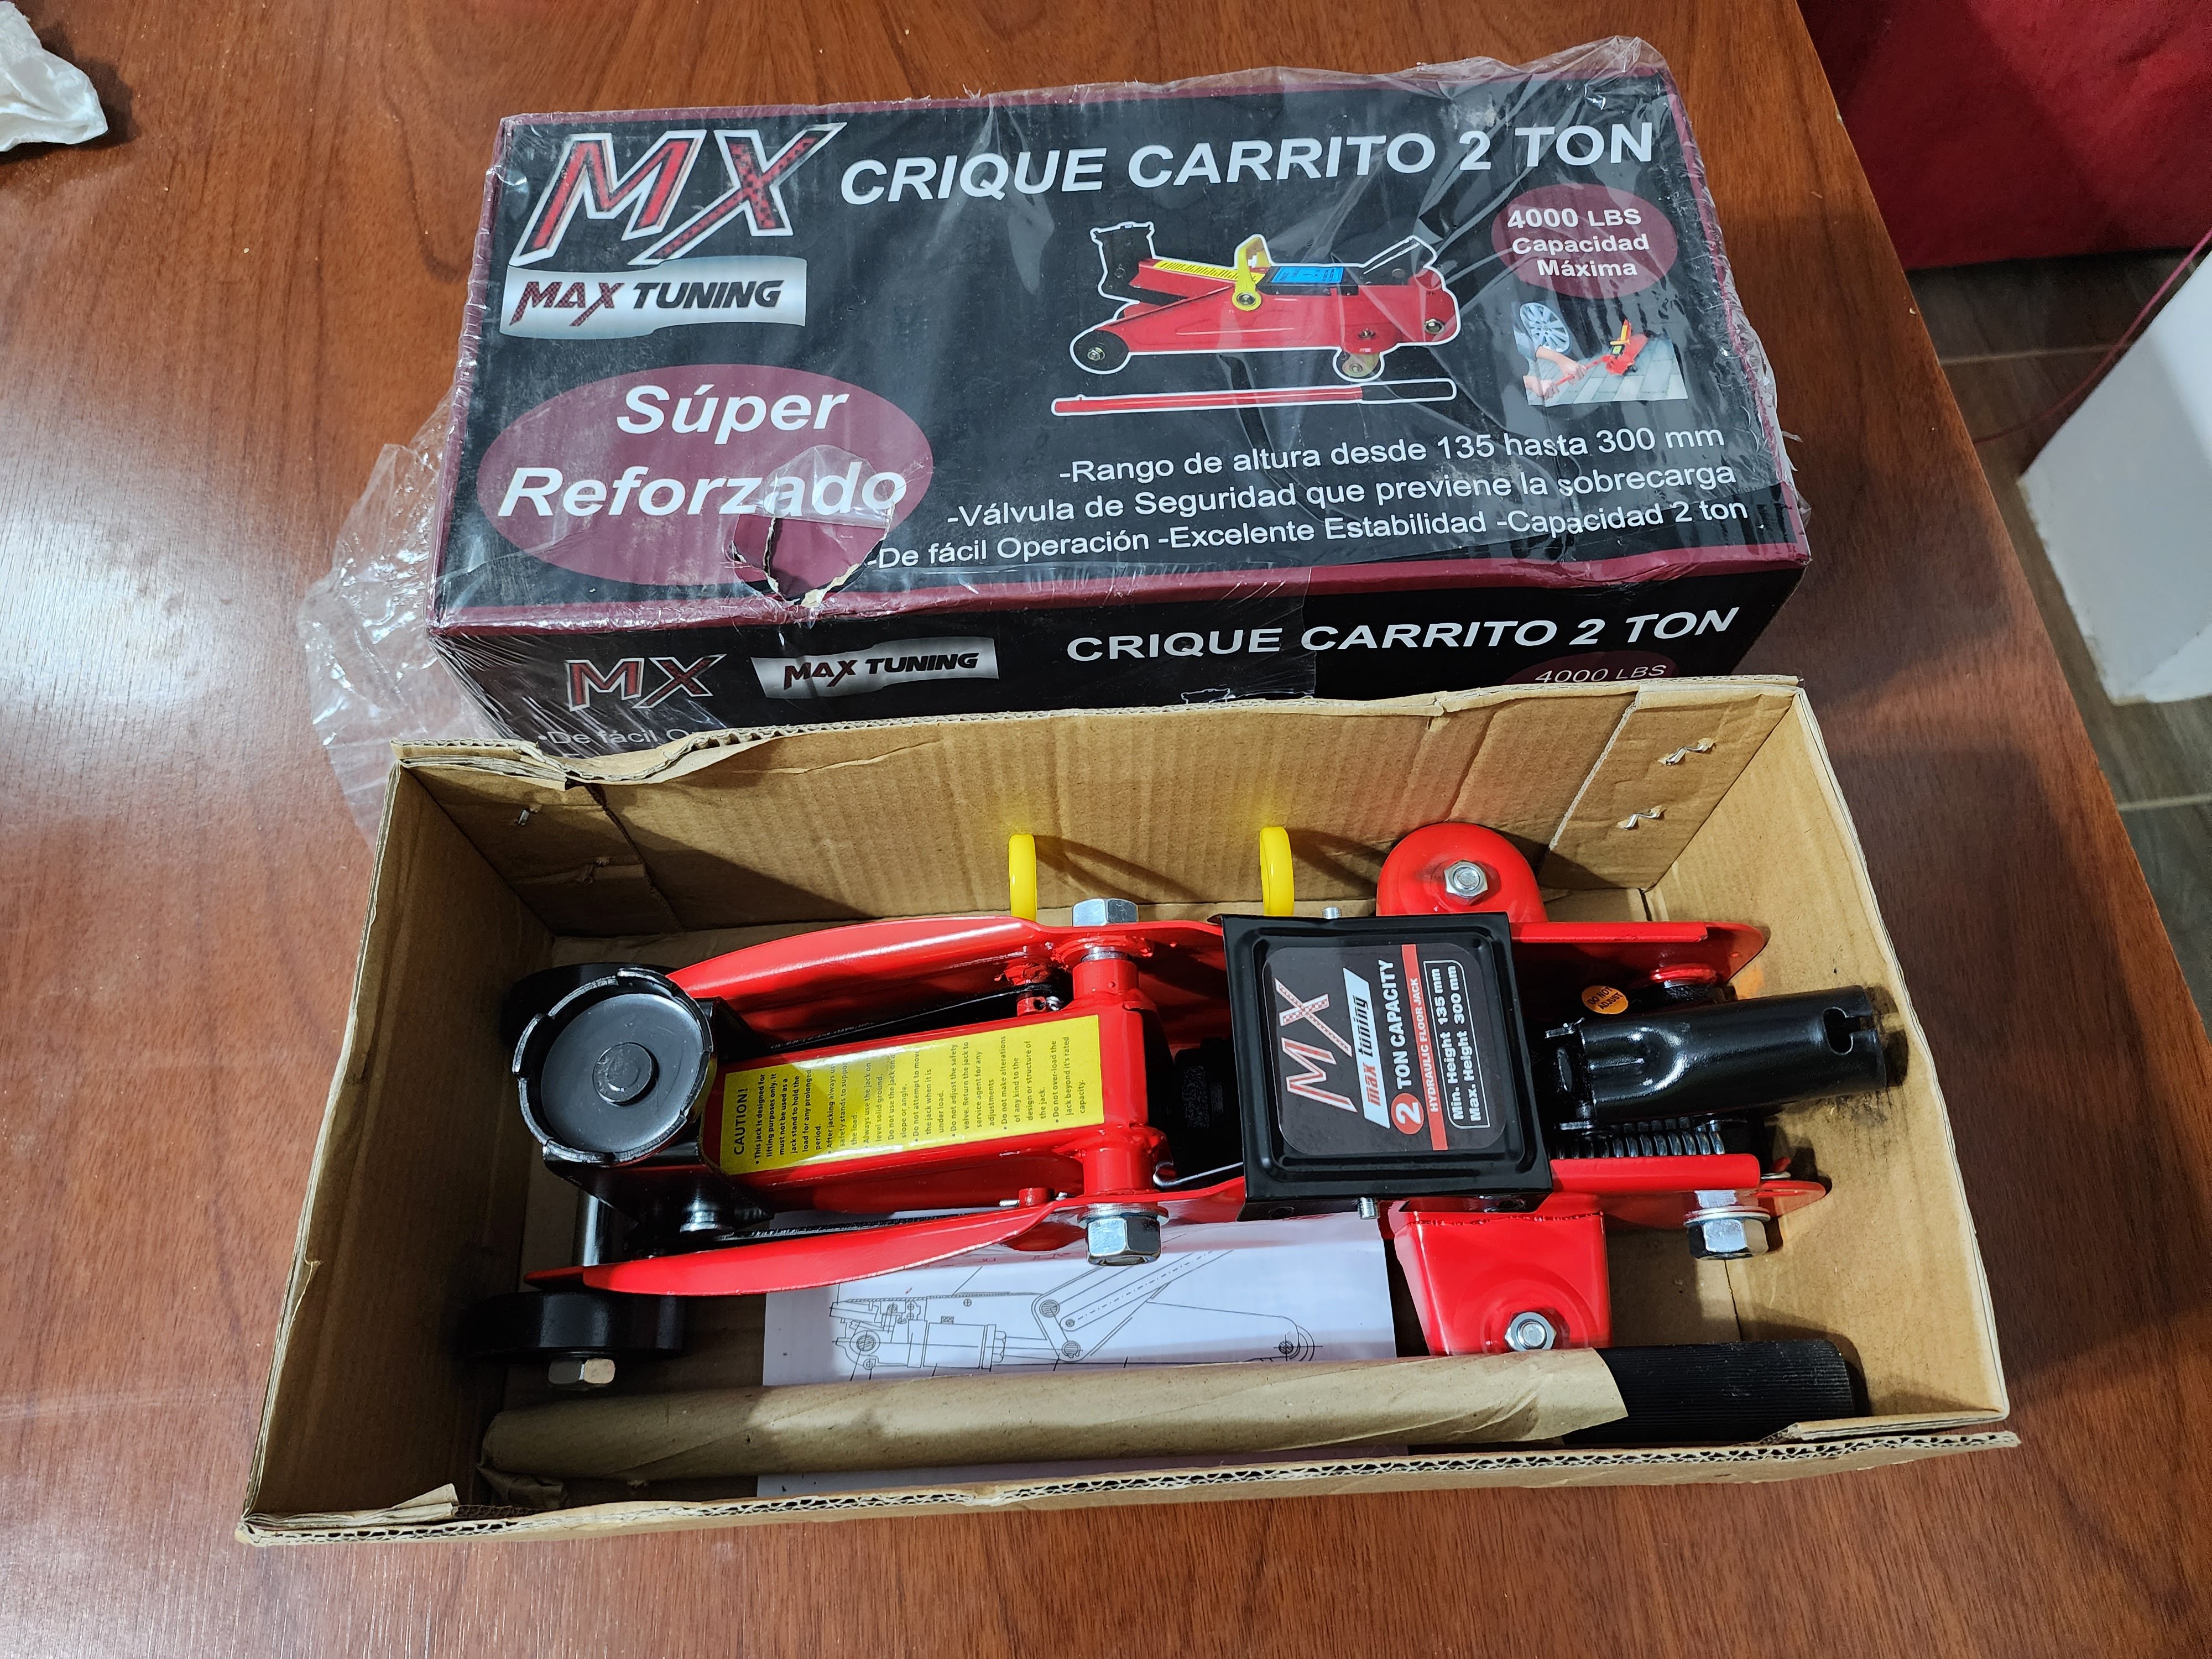 CAUTION!
• This jack is designed for
lifting purposes only. It
must not be used as a
jack stand to hold the
load for any prolonged
period.
• After jacking always us
safety stands to suppor
the load.
• Always use the jack on
level solid ground.
Do not use the jack on a
slope or angle.
• Do not attempt to move
the jack when it is
under load.
• Do not adjust the safety
valve. Return the jack to
service agent for any
adjustments
• Do not make alterations
of any kind to the
design or structure of
the jack.
• Do not over-load the
jack beyond it's rated
capacity.
MX
max tuning
2 TON CAPACITY
HYDRAULIC FLOOR JACK
Min. Height 135 mm
Max. Height 300 mm
DO NOT
ADJUST
MX
MAX TUNING
CRIQUE CARRITO 2 TON
4000 LBS
-De fácil O
MX CRIQUE CARRITO 2 TON
MAX TUNING
Súper
Reforzado
4000 LBS
Capacidad
Máxima
-Rango de altura desde 135 hasta 300 mm
-Válvula de Seguridad que previene la sobrecarga
-De fácil Operación -Excelente Estabilidad -Capacidad 2 ton